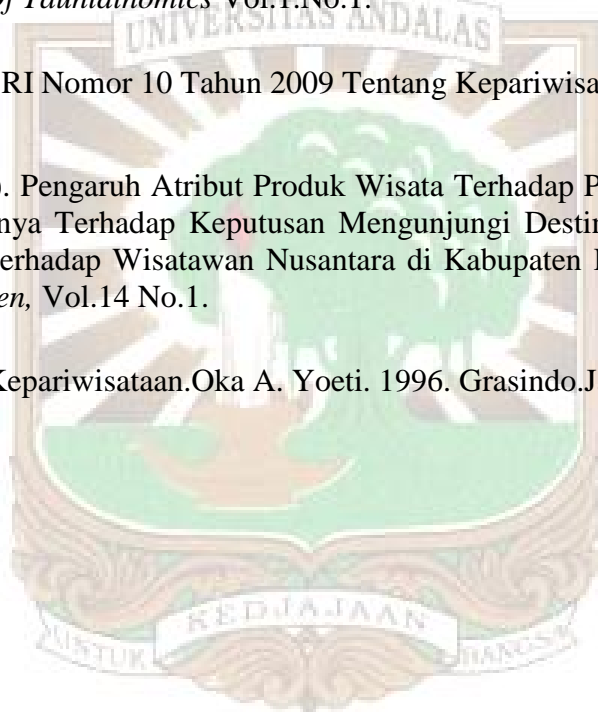 of Tauhidinomics Vol.1.No.1.
UNIVERSITAS ANDALAS
RI Nomor 10 Tahun 2009 Tentang Kepariwisa
). Pengaruh Atribut Produk Wisata Terhadap P
nya Terhadap Keputusan Mengunjungi Destin
erhadap Wisatawan Nusantara di Kabupaten
en, Vol.14 No.1.
Kepariwisataan.Oka A. Yoeti. 1996. Grasindo.J
KEDJAJAAN
UNTUK BANGSA